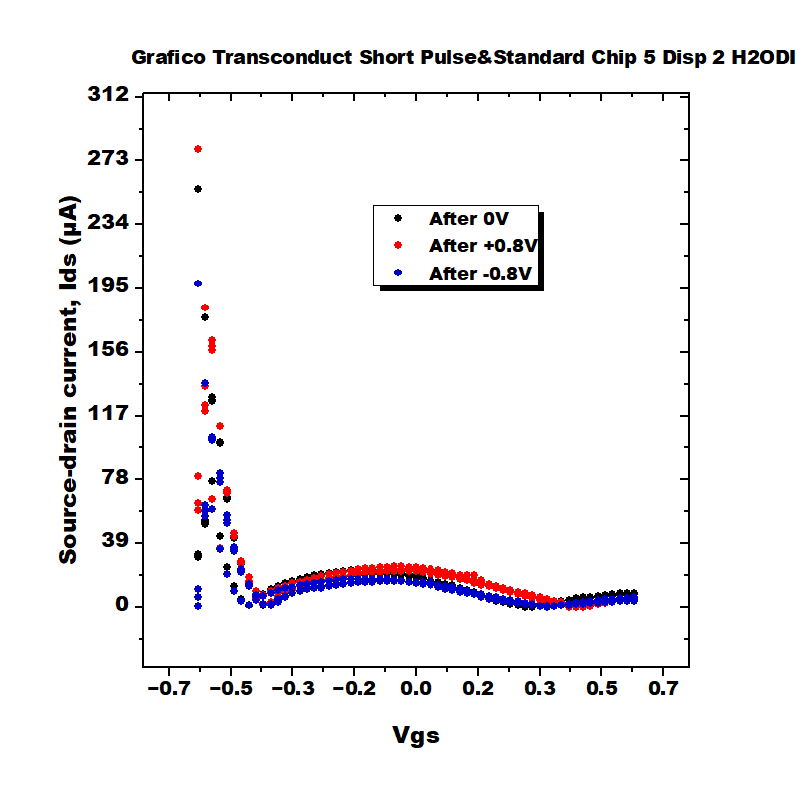 Grafico Transconduct Short Pulse&Standard Chip 5 Disp 2 H2ODI
312
273
234
195
156
117
78
39
0
Source-drain current, Ids (µA)
After 0V
After +0.8V
After -0.8V
−0.7 −0.5 −0.3 −0.2 0.0 0.2 0.3 0.5 0.7
Vgs